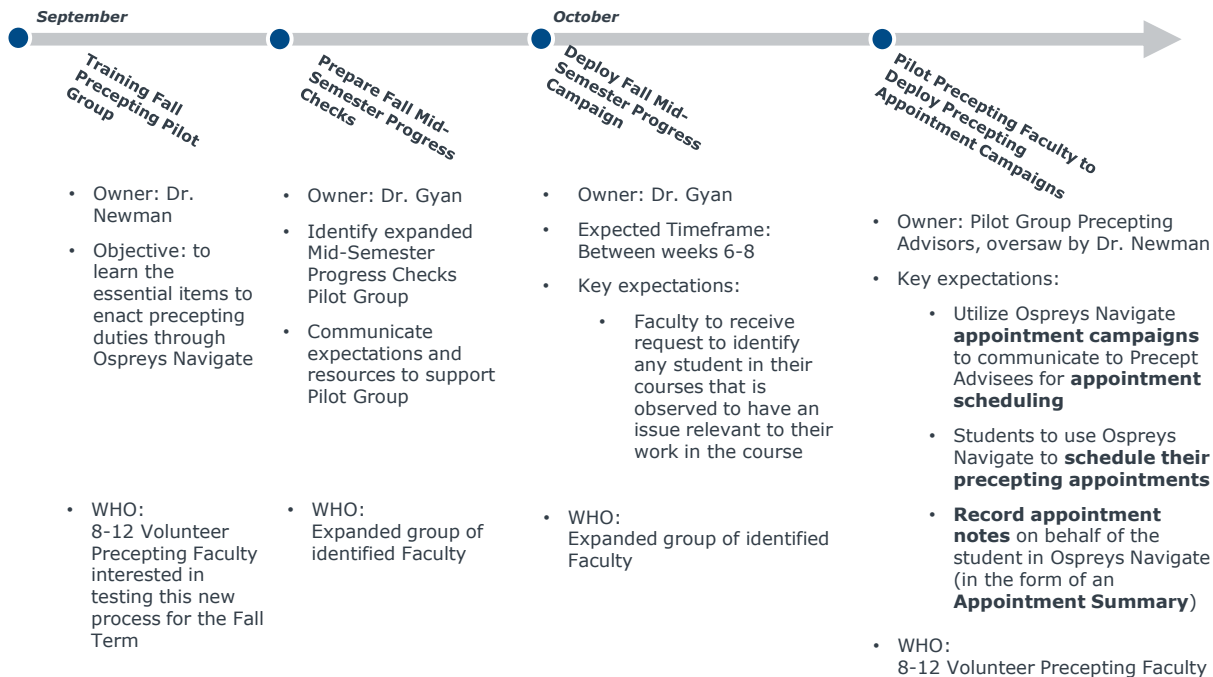 September
October
Training Fall
Precepting Pilot
Group
Prepare Fall Mid-
Semester Progress
Checks
Deploy Fall Mid-
Semester Progress
Campaign
Pilot Precepting Faculty to
Deploy Precepting
Appointment Campaigns
• Owner: Dr.
Newman
• Objective: to
learn the
essential items to
enact precepting
duties through
Ospreys Navigate
• WHO:
8-12 Volunteer
Precepting Faculty
interested in
testing this new
process for the Fall
Term
• Owner: Dr. Gyan
• Identify expanded
Mid-Semester
Progress Checks
Pilot Group
• Communicate
expectations and
resources to support
Pilot Group
• WHO:
Expanded group of
identified Faculty
• Owner: Dr. Gyan
• Expected Timeframe:
Between weeks 6-8
• Key expectations:
• Faculty to receive
request to identify
any student in their
courses that is
observed to have an
issue relevant to their
work in the course
• WHO:
Expanded group of identified
Faculty
• Owner: Pilot Group Precepting
Advisors, oversaw by Dr. Newman
• Key expectations:
• Utilize Ospreys Navigate
appointment campaigns
to communicate to Precept
Advisees for appointment
scheduling
• Students to use Ospreys
Navigate to schedule their
precepting appointments
• Record appointment
notes on behalf of the
student in Ospreys Navigate
(in the form of an
Appointment Summary)
• WHO:
8-12 Volunteer Precepting Faculty